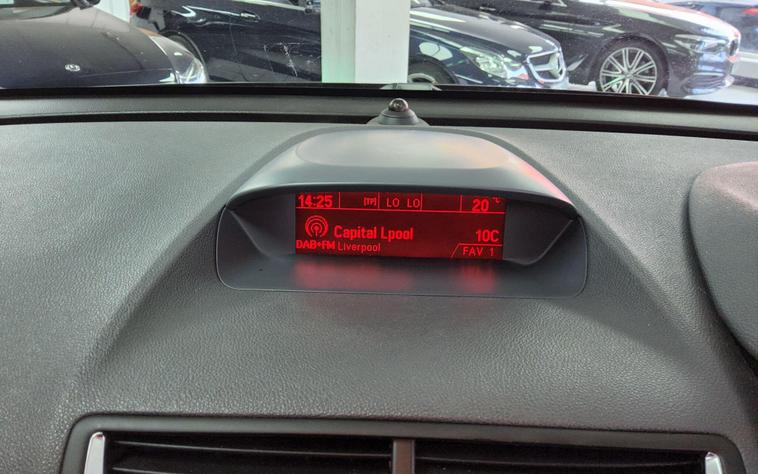 14:25 [TP] LO LO 20 °C
Capital Lpool 10C
DAB+FM Liverpool FAV 1